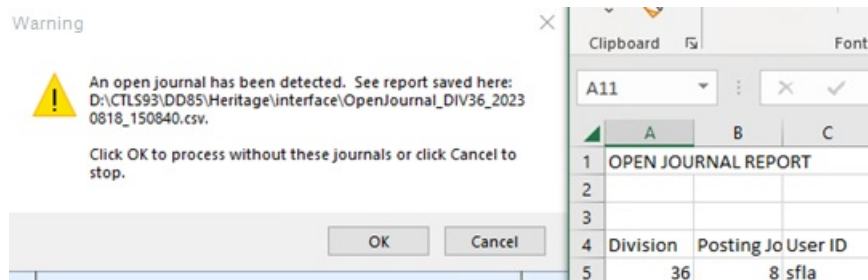 Warning
An open journal has been detected. See report saved here:
D:\CTLS93\DD85\Heritage\interface\OpenJournal_DIV36_2023
0818_150840.csv.
Click OK to process without these journals or click Cancel to
stop.
OK Cancel
Clipboard Font
A11
A B C
1 OPEN JOURNAL REPORT
2
3
4 Division Posting Jo User ID
5 36 8 sfla